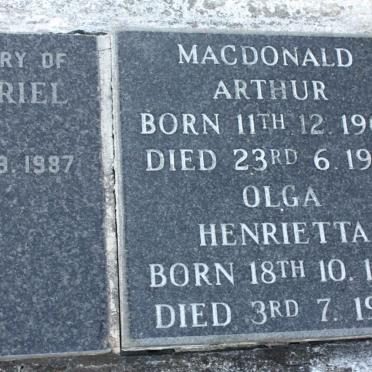 RY OF
RIEL
1987
MACDONALD
ARTHUR
BORN 11TH 12. 19
DIED 23RD 6. 19
OLGA
HENRIETTA
BORN 18TH 10. 1
DIED 3RD 7. 19